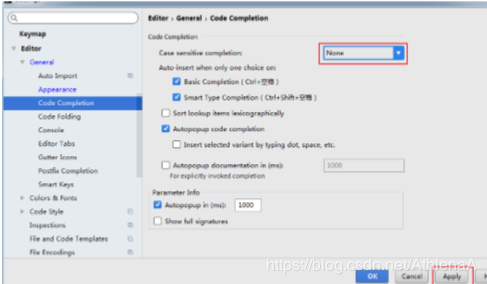 Keymap
Editor
General
Auto Import
Appearance
Code Completion
Code Folding
Console
Editor Tabs
Gutter Icons
Postfix Completion
Smart Keys
Colors & Fonts
Code Style
Inspections
File and Code Templates
File Encodings
Editor › General › Code Completion
Code Completion
Case sensitive completion: None
Auto-insert when only one choice on:
Basic Completion ( Ctrl+空格 )
Smart Type Completion ( Ctrl+Shift+空格 )
Sort lookup items lexicographically
Autopopup code completion
Insert selected variant by typing dot, space, etc.
Autopopup documentation in (ms): 1000
For explicitly invoked completion
Parameter Info
Autopopup in (ms): 1000
Show full signatures
https://blog.csdn.net/AthlenaA
OK Cancel Apply